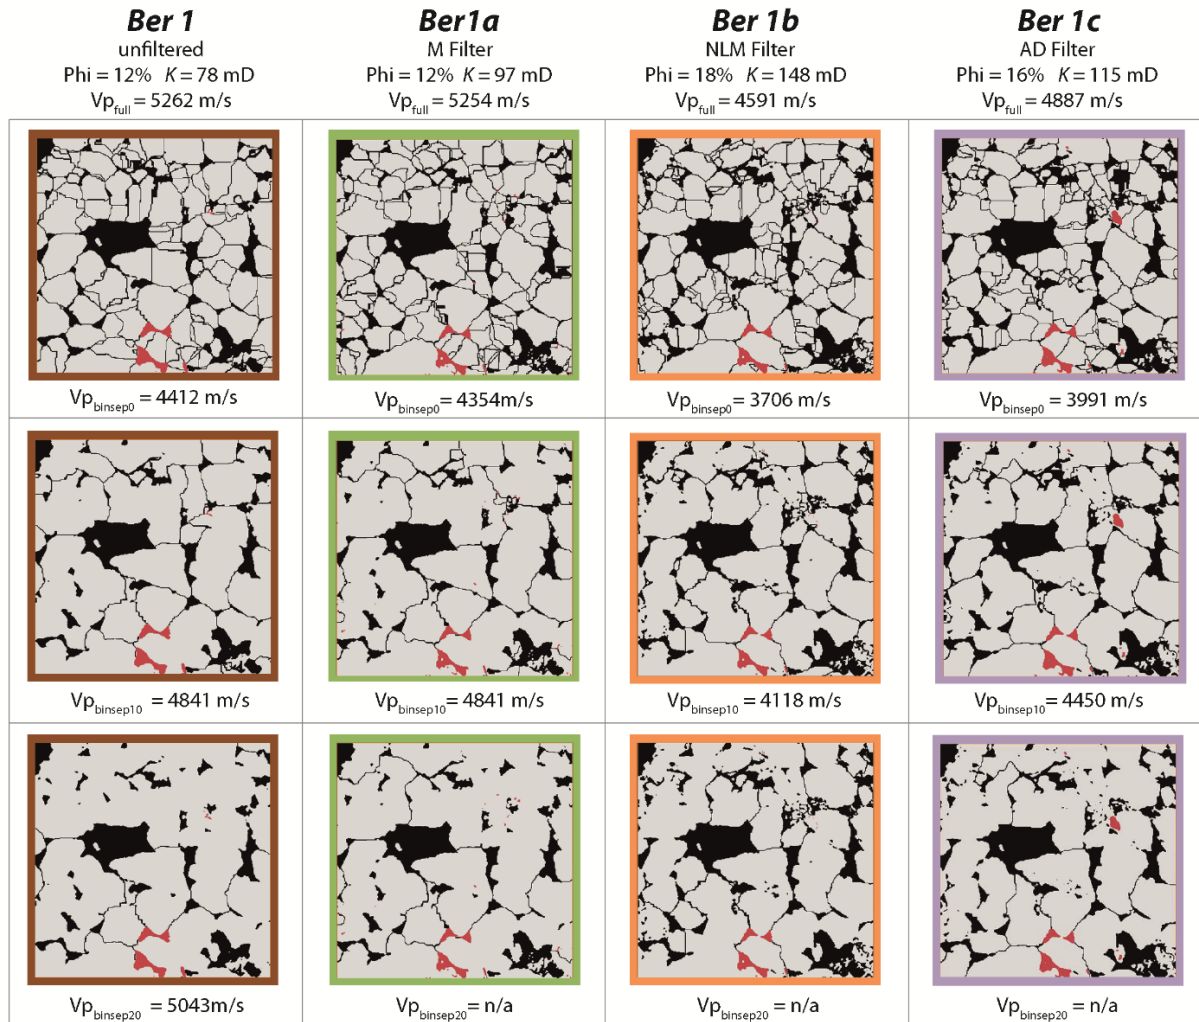 Ber 1
unfiltered
Phi = 12% K = 78 mD
Vpfull = 5262 m/s
Ber1a
M Filter
Phi = 12% K = 97 mD
Vpfull = 5254 m/s
Ber 1b
NLM Filter
Phi = 18% K = 148 mD
Vpfull = 4591 m/s
Ber 1c
AD Filter
Phi = 16% K = 115 mD
Vpfull = 4887 m/s
Vpbinsep0 = 4412 m/s
Vpbinsep0 = 4354m/s
Vpbinsep0 = 3706 m/s
Vpbinsep0 = 3991 m/s
Vpbinsep10 = 4841 m/s
Vpbinsep10 = 4841 m/s
Vpbinsep10 = 4118 m/s
Vpbinsep10 = 4450 m/s
Vpbinsep20 = 5043m/s
Vpbinsep20 = n/a
Vpbinsep20 = n/a
Vpbinsep20 = n/a